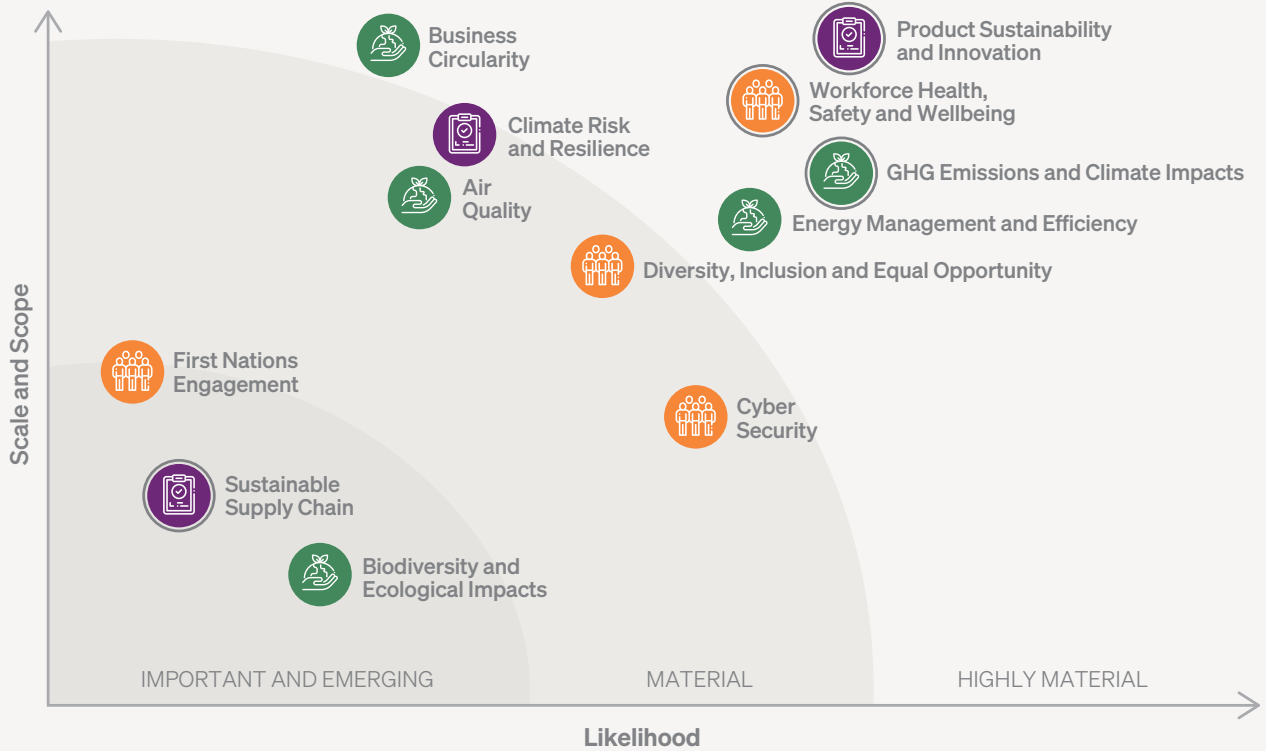 Business
Circularity
Product Sustainability
and Innovation
Workforce Health,
Safety and Wellbeing
Climate Risk
and Resilience
GHG Emissions and Climate Impacts
Air
Quality
Energy Management and Efficiency
Diversity, Inclusion and Equal Opportunity
Scale and Scope
First Nations
Engagement
Cyber
Security
Sustainable
Supply Chain
Biodiversity and
Ecological Impacts
IMPORTANT AND EMERGING
MATERIAL
HIGHLY MATERIAL
Likelihood